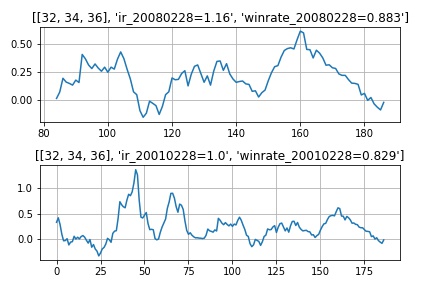 [[32, 34, 36], 'ir_20080228=1.16', 'winrate_20080228=0.883']
0.50
0.25
0.00
80 100 120 140 160 180
[[32, 34, 36], 'ir_20010228=1.0', 'winrate_20010228=0.829']
1.0
0.5
0.0
0 25 50 75 100 125 150 175